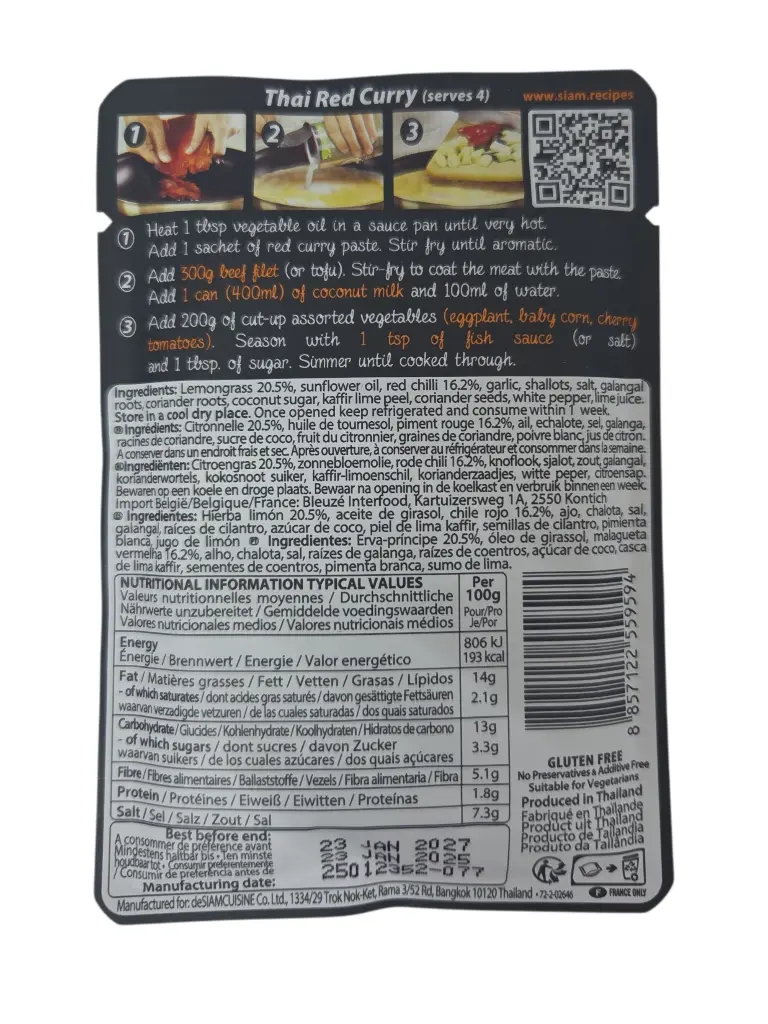 Thai Red Curry (serves 4)
www.siam.recipes
1
2
3
1 Heat 1 tbsp vegetable oil in a sauce pan until very hot.
Add 1 sachet of red curry paste. Stir fry until aromatic.
2 Add 300g beef filet (or tofu). Stir-fry to coat the meat with the paste.
Add 1 can (400ml) of coconut milk and 100ml of water.
3 Add 200g of cut-up assorted vegetables (eggplant, baby corn, cherry
tomatoes). Season with 1 tsp of fish sauce (or salt)
and 1 tbsp. of sugar. Simmer until cooked through.
Ingredients: Lemongrass 20.5%, sunflower oil, red chilli 16.2%, garlic, shallots, salt, galangal
roots, coriander roots, coconut sugar, kaffir lime peel, coriander seeds, white pepper, lime juice.
Store in a cool dry place. Once opened keep refrigerated and consume within 1 week.
Ingrédients: Citronnelle 20.5%, huile de tournesol, piment rouge 16.2%, ail, echalote, sel, galanga,
racines de coriandre, sucre de coco, fruit du citronnier, graines de coriandre, poivre blanc, jus de citron.
A conserver dans un endroit frais et sec. Après ouverture, à conserver au réfrigérateur et consommer dans la semaine.
Ingrediënten: Citroengras 20.5%, zonnebloemolie, rode chili 16.2%, knoflook, sjalot, zout, galangal,
korianderwortels, kokosnoot suiker, kaffir-limoenschil, korianderzaadjes, witte peper, citroensap.
Bewaren op een koele en droge plaats. Bewaar na opening in de koelkast en verbruik binnen een week.
Import België/Belgique/France: Bleuzé Interfood, Kartuizersweg 1A, 2550 Kontich
Ingredientes: Hierba limón 20.5%, aceite de girasol, chile rojo 16.2%, ajo, chalota, sal,
galangal, raíces de cilantro, azúcar de coco, piel de lima kaffir, semillas de cilantro, pimienta
blanca, jugo de limón Ingredientes: Erva-príncipe 20.5%, óleo de girassol, malagueta
vermelha 16.2%, alho, chalota, sal, raízes de galanga, raízes de coentros, açúcar de coco, casca
de lima kaffir, sementes de coentros, pimenta branca, sumo de lima.
NUTRITIONAL INFORMATION TYPICAL VALUES Per
Valeurs nutritionnelles moyennes / Durchschnittliche 100g
Nährwerte unzubereitet / Gemiddelde voedingswaarden Pour/Pro
Valores nutricionales medios / Valores nutricionais médios Je/Por
Energy 806 kJ
Énergie / Brennwert / Energie / Valor energético 193 kcal
Fat / Matières grasses / Fett / Vetten / Grasas / Lípidos 14g
- of which saturates / dont acides gras saturés / davon gesättigte Fettsäuren 2.1g
waarvan verzadigde vetzuren / de las cuales saturadas / dos quais saturados
Carbohydrate / Glucides / Kohlenhydrate / Koolhydraten / Hidratos de carbono 13g
- of which sugars / dont sucres / davon Zucker 3.3g
waarvan suikers / de los cuales azúcares / dos quais açúcares
Fibre / Fibres alimentaires / Ballaststoffe / Vezels / Fibra alimentaria / Fibra 5.1g
Protein / Protéines / Eiweiß / Eiwitten / Proteínas 1.8g
Salt / Sel / Salz / Zout / Sal 7.3g
8 857122 559594
GLUTEN FREE
No Preservatives & Additive Free
Suitable for Vegetarians
Produced in Thailand
Fabriqué en Thaïlande
Product uit Thailand
Producto de Tailandia
Produto da Tailândia
Best before end:
A consommer de préférence avant
Mindestens haltbar bis • Ten minste
houdbaar tot • Consumir preferentemente
/ Consumir de preferência antes de
Manufacturing date:
23 JAN 2027
23 JAN 2025
Manufactured for: deSIAMCUISINE Co. Ltd., 1334/29 Trok Nok-Ket, Rama 3/52 Rd, Bangkok 10120 Thailand • 72-2-02646
F FRANCE ONLY